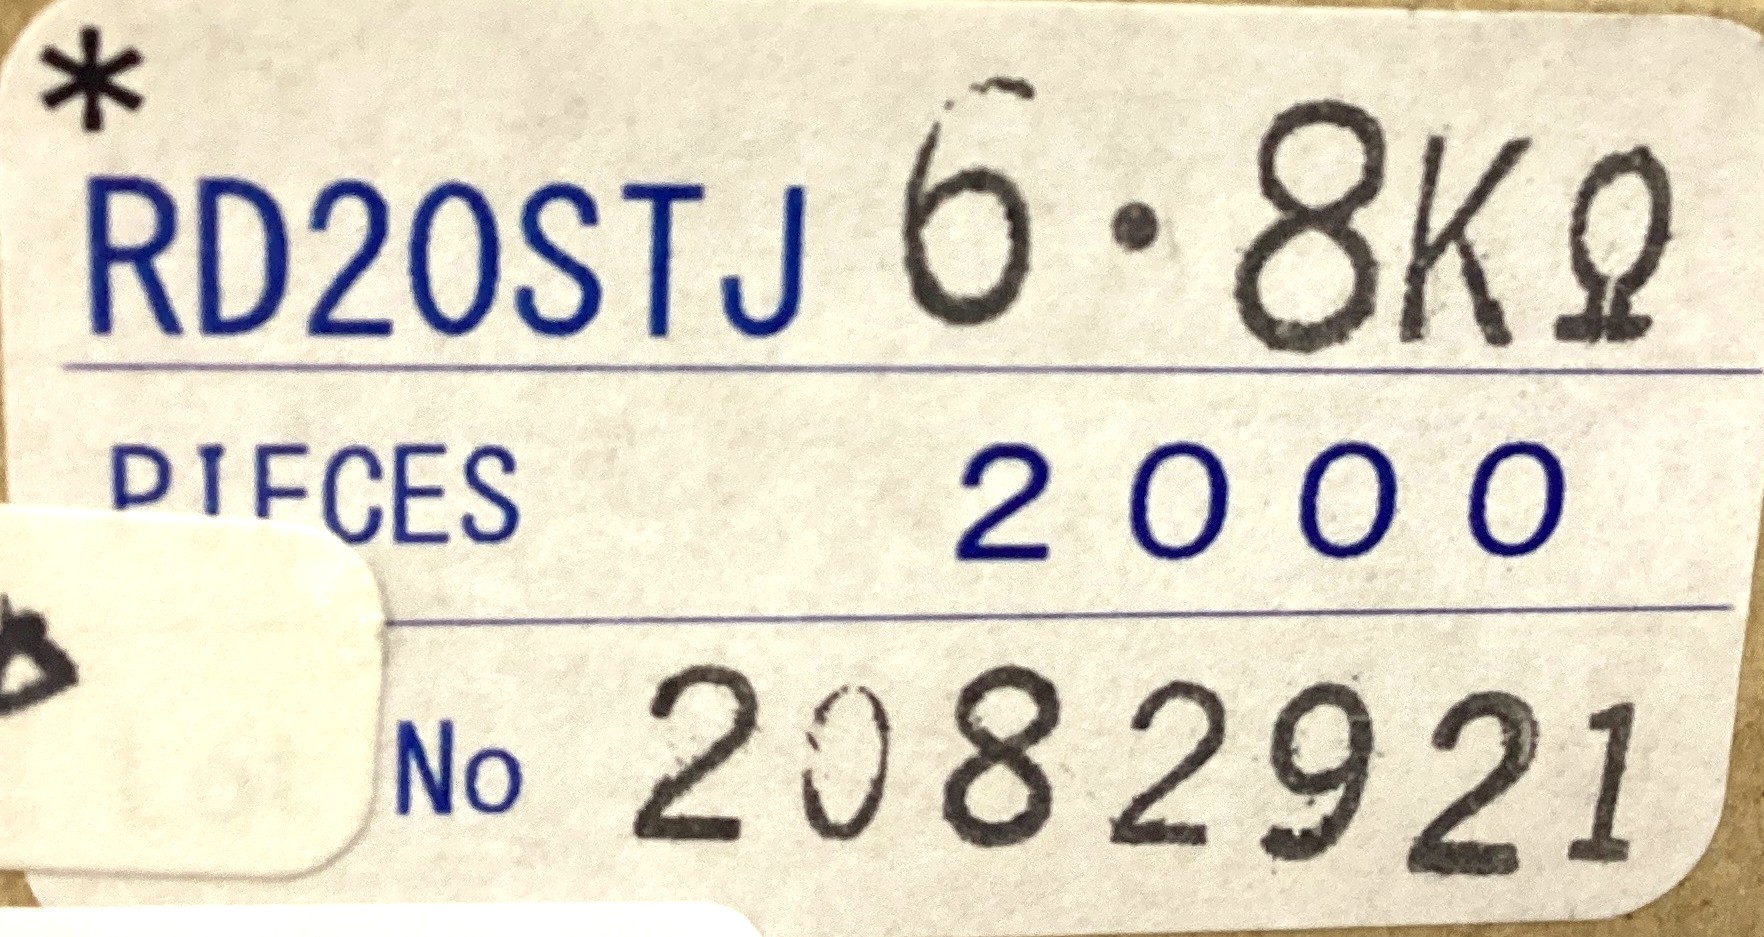 *
RD20STJ 6.8KΩ
PIECES 2000
No 2082921